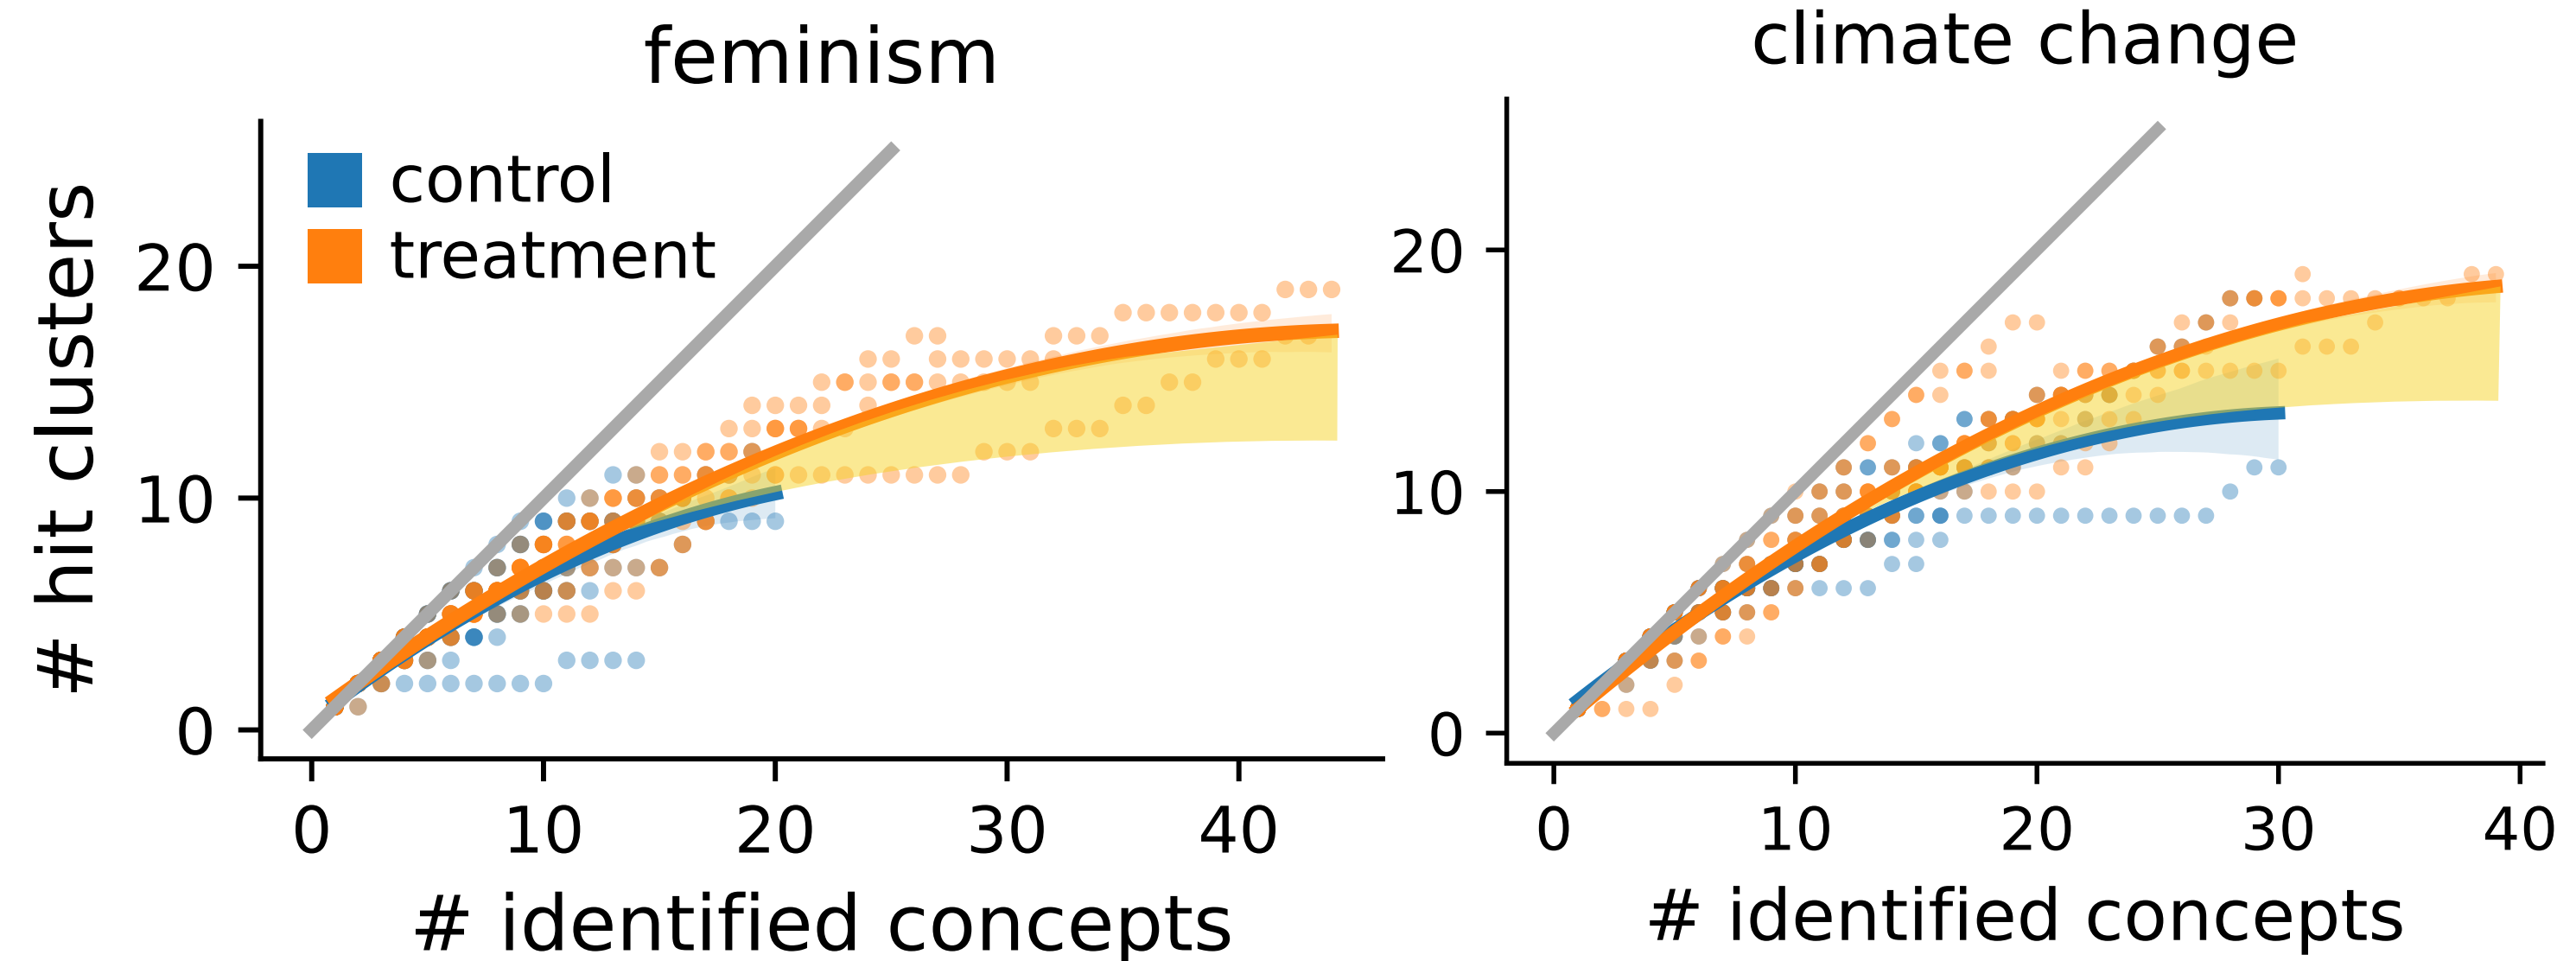 feminism
control
treatment
# hit clusters
20
10
0
0 10 20 30 40
# identified concepts
climate change
20
10
0
0 10 20 30 40
# identified concepts